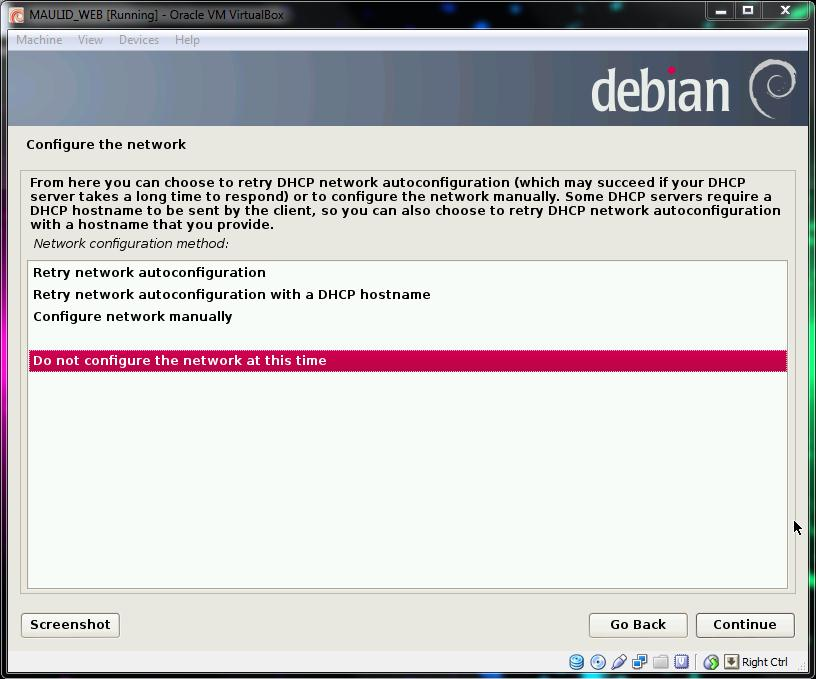 MAULID_WEB [Running] - Oracle VM VirtualBox
Machine View Devices Help
debian
Configure the network
From here you can choose to retry DHCP network autoconfiguration (which may succeed if your DHCP
server takes a long time to respond) or to configure the network manually. Some DHCP servers require a
DHCP hostname to be sent by the client, so you can also choose to retry DHCP network autoconfiguration
with a hostname that you provide.
Network configuration method:
Retry network autoconfiguration
Retry network autoconfiguration with a DHCP hostname
Configure network manually
Do not configure the network at this time
Screenshot Go Back Continue
Right Ctrl